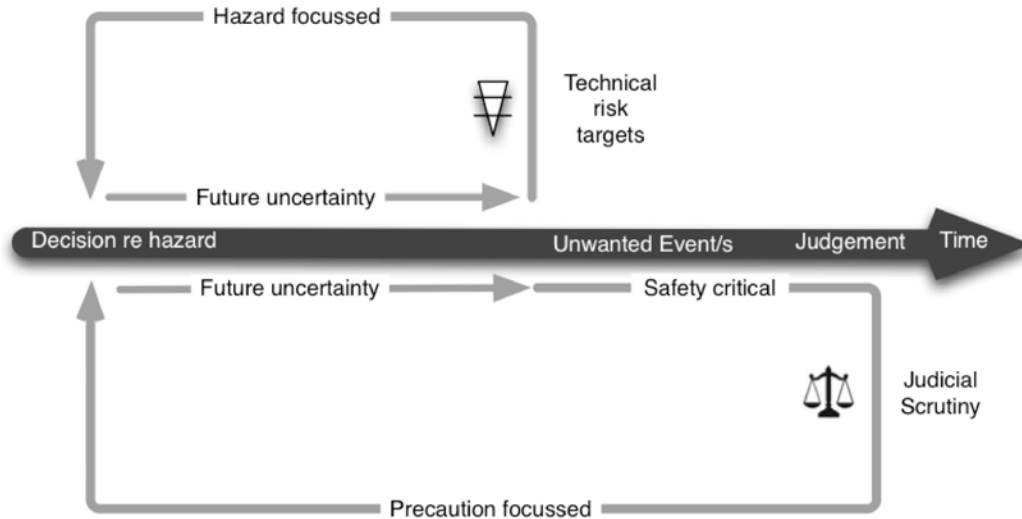 Hazard focussed
Technical
risk
targets
Future uncertainty
Decision re hazard
Unwanted Event/s
Judgement
Time
Future uncertainty
Safety critical
Judicial
Scrutiny
Precaution focussed